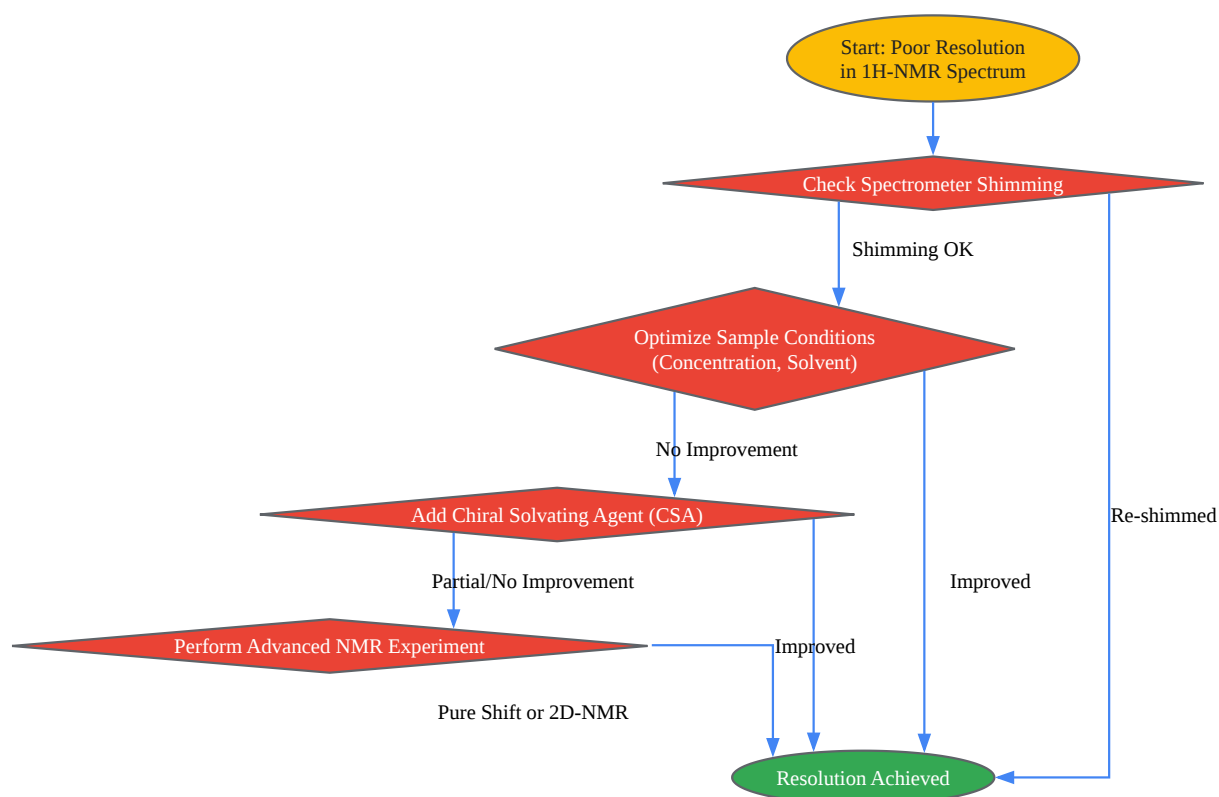 Start: Poor Resolution
in 1H-NMR Spectrum
Check Spectrometer Shimming
Shimming OK
Optimize Sample Conditions
(Concentration, Solvent)
No Improvement
Add Chiral Solvating Agent (CSA)
Re-shimmed
Partial/No Improvement
Improved
Perform Advanced NMR Experiment
Improved
Pure Shift or 2D-NMR
Resolution Achieved